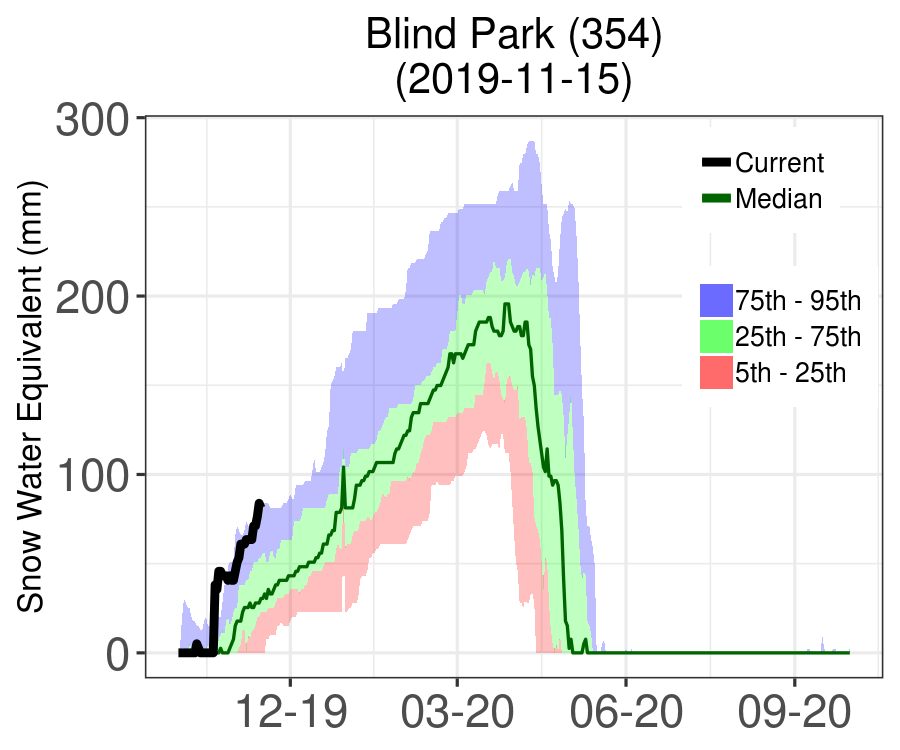 Blind Park (354)
(2019-11-15)
Snow Water Equivalent (mm)
300
200
100
0
12-19
03-20
06-20
09-20
Current
Median
75th - 95th
25th - 75th
5th - 25th